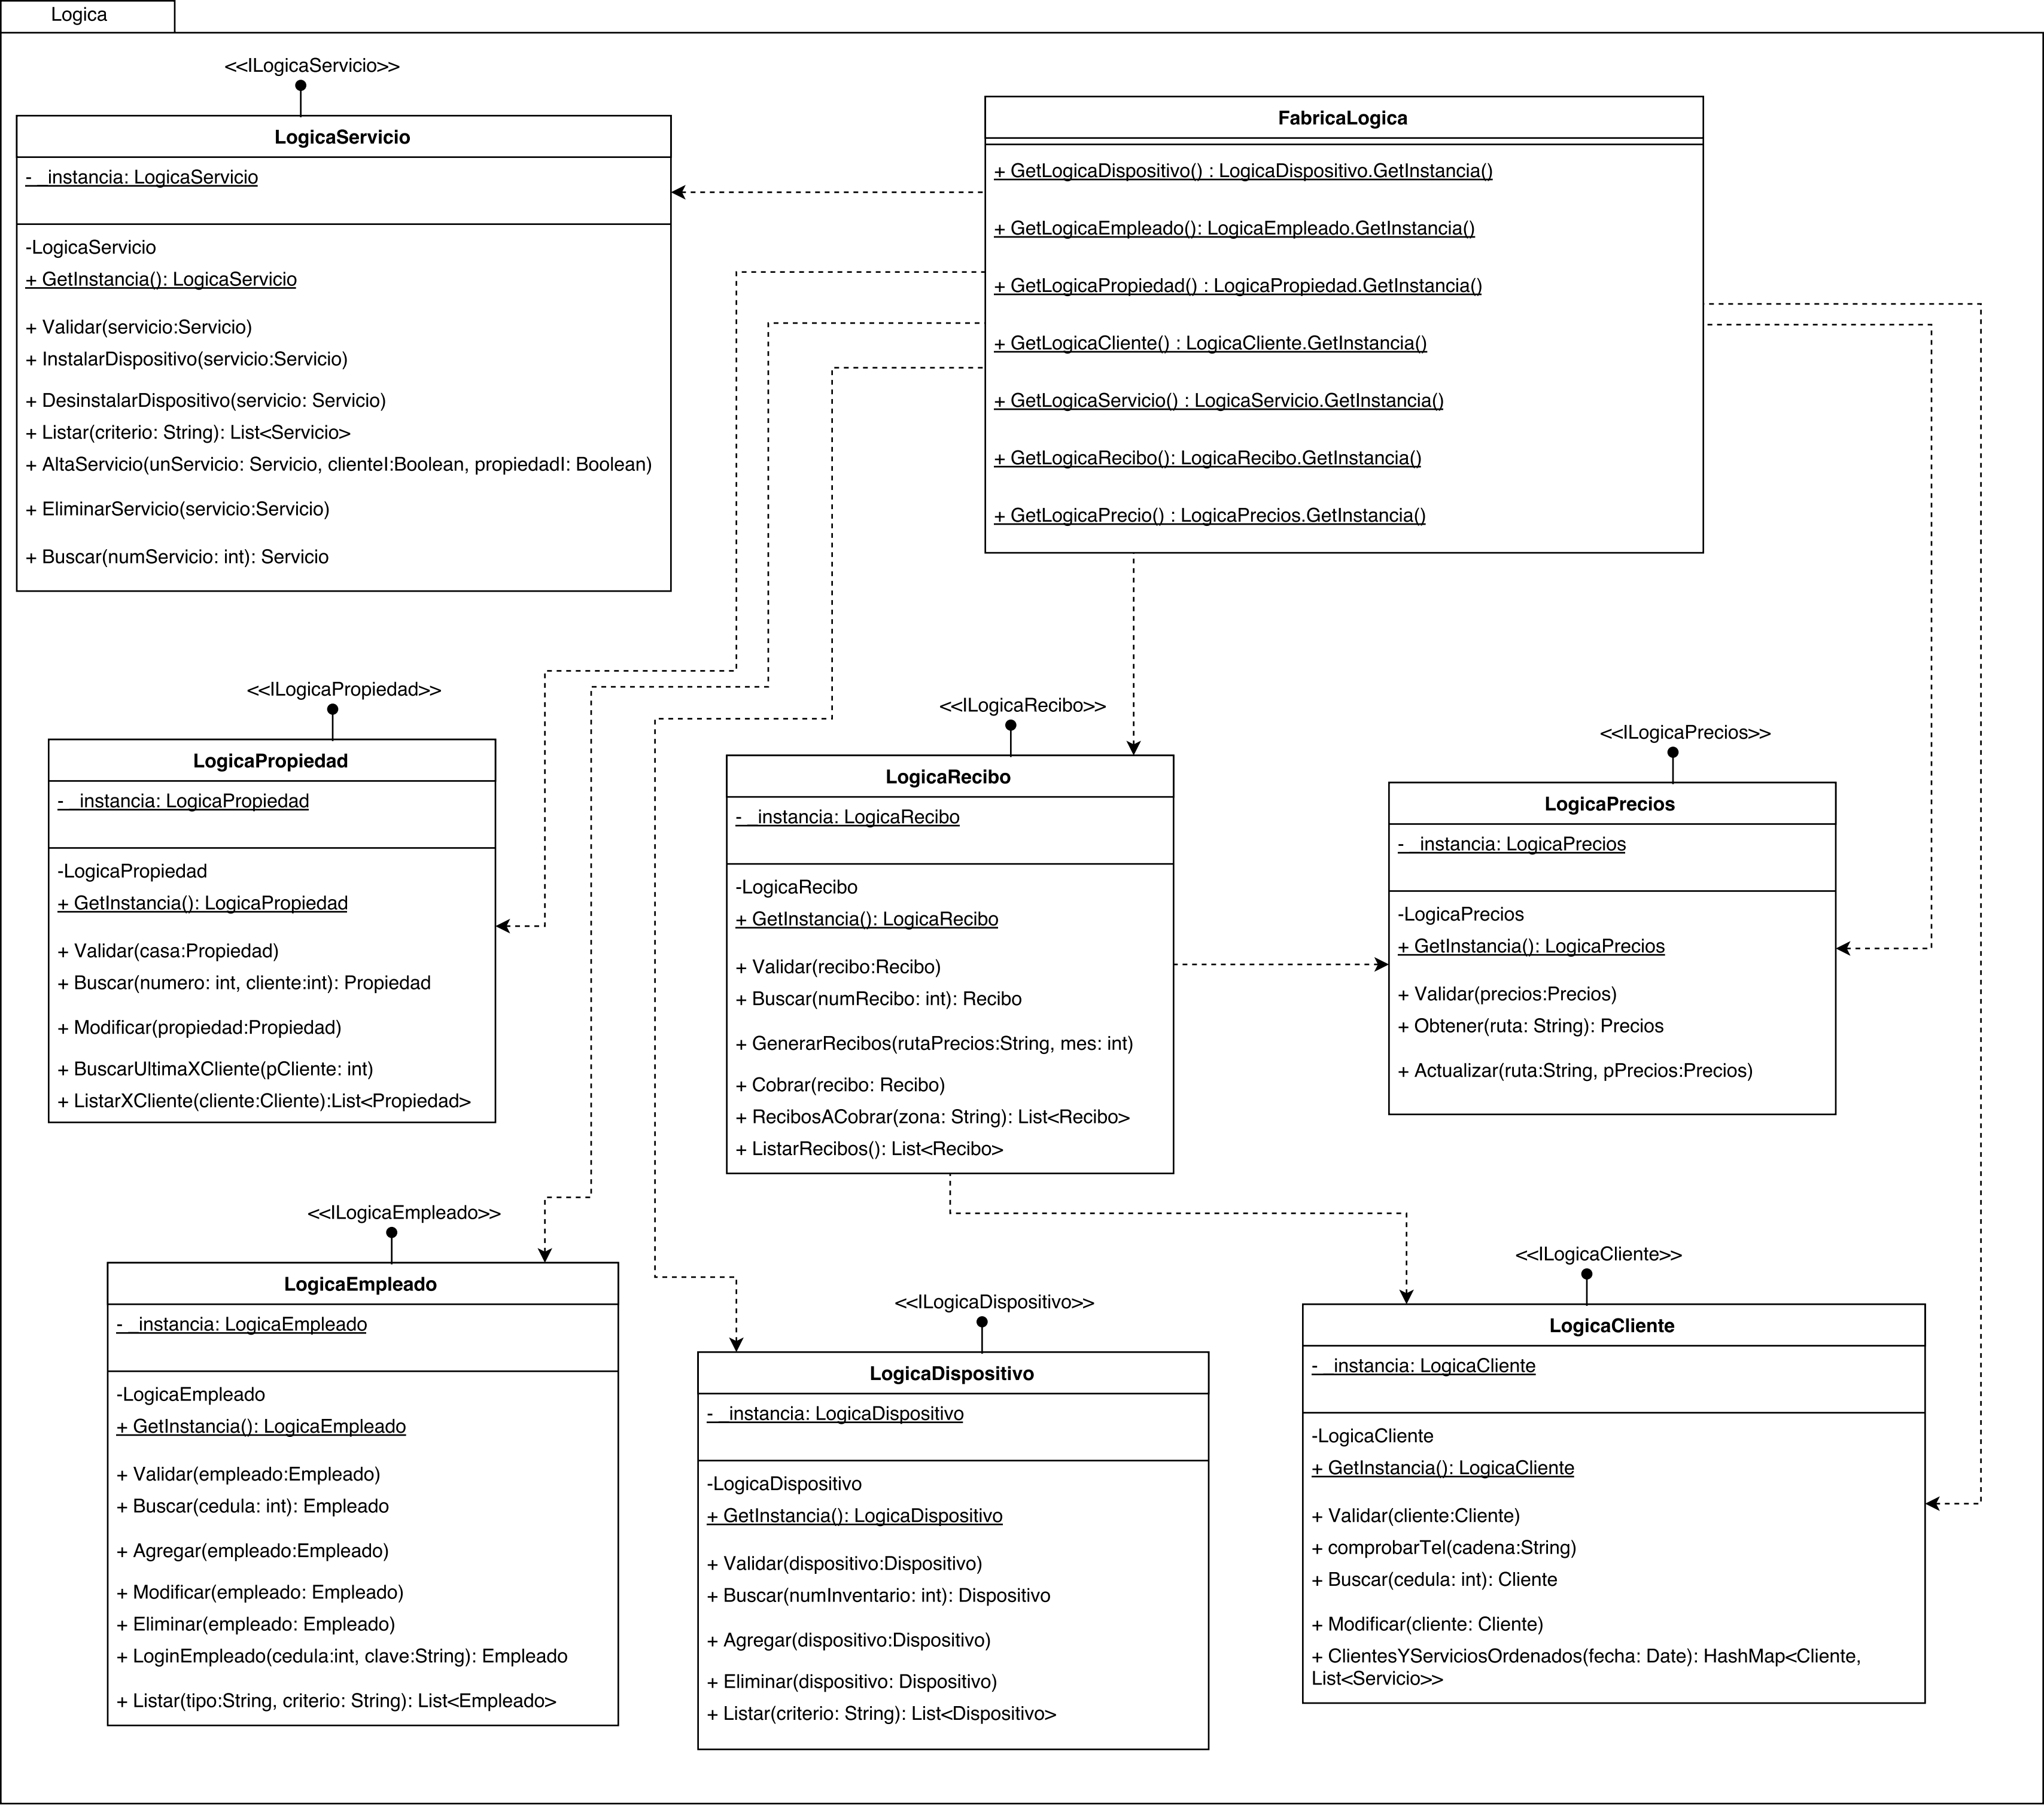 Logica
<<ILogicaServicio>>
LogicaServicio
- _instancia: LogicaServicio
-LogicaServicio
+ GetInstancia(): LogicaServicio
+ Validar(servicio:Servicio)
+ InstalarDispositivo(servicio:Servicio)
+ DesinstalarDispositivo(servicio: Servicio)
+ Listar(criterio: String): List<Servicio>
+ AltaServicio(unServicio: Servicio, clienteI:Boolean, propiedadI: Boolean)
+ EliminarServicio(servicio:Servicio)
+ Buscar(numServicio: int): Servicio
FabricaLogica
+ GetLogicaDispositivo() : LogicaDispositivo.GetInstancia()
+ GetLogicaEmpleado(): LogicaEmpleado.GetInstancia()
+ GetLogicaPropiedad() : LogicaPropiedad.GetInstancia()
+ GetLogicaCliente() : LogicaCliente.GetInstancia()
+ GetLogicaServicio() : LogicaServicio.GetInstancia()
+ GetLogicaRecibo(): LogicaRecibo.GetInstancia()
+ GetLogicaPrecio() : LogicaPrecios.GetInstancia()
<<ILogicaPropiedad>>
LogicaPropiedad
- _instancia: LogicaPropiedad
-LogicaPropiedad
+ GetInstancia(): LogicaPropiedad
+ Validar(casa:Propiedad)
+ Buscar(numero: int, cliente:int): Propiedad
+ Modificar(propiedad:Propiedad)
+ BuscarUltimaXCliente(pCliente: int)
+ ListarXCliente(cliente:Cliente):List<Propiedad>
<<ILogicaRecibo>>
LogicaRecibo
- _instancia: LogicaRecibo
-LogicaRecibo
+ GetInstancia(): LogicaRecibo
+ Validar(recibo:Recibo)
+ Buscar(numRecibo: int): Recibo
+ GenerarRecibos(rutaPrecios:String, mes: int)
+ Cobrar(recibo: Recibo)
+ RecibosACobrar(zona: String): List<Recibo>
+ ListarRecibos(): List<Recibo>
<<ILogicaPrecios>>
LogicaPrecios
- _instancia: LogicaPrecios
-LogicaPrecios
+ GetInstancia(): LogicaPrecios
+ Validar(precios:Precios)
+ Obtener(ruta: String): Precios
+ Actualizar(ruta:String, pPrecios:Precios)
<<ILogicaEmpleado>>
LogicaEmpleado
- _instancia: LogicaEmpleado
-LogicaEmpleado
+ GetInstancia(): LogicaEmpleado
+ Validar(empleado:Empleado)
+ Buscar(cedula: int): Empleado
+ Agregar(empleado:Empleado)
+ Modificar(empleado: Empleado)
+ Eliminar(empleado: Empleado)
+ LoginEmpleado(cedula:int, clave:String): Empleado
+ Listar(tipo:String, criterio: String): List<Empleado>
<<ILogicaDispositivo>>
LogicaDispositivo
- _instancia: LogicaDispositivo
-LogicaDispositivo
+ GetInstancia(): LogicaDispositivo
+ Validar(dispositivo:Dispositivo)
+ Buscar(numInventario: int): Dispositivo
+ Agregar(dispositivo:Dispositivo)
+ Eliminar(dispositivo: Dispositivo)
+ Listar(criterio: String): List<Dispositivo>
<<ILogicaCliente>>
LogicaCliente
- _instancia: LogicaCliente
-LogicaCliente
+ GetInstancia(): LogicaCliente
+ Validar(cliente:Cliente)
+ comprobarTel(cadena:String)
+ Buscar(cedula: int): Cliente
+ Modificar(cliente: Cliente)
+ ClientesYServiciosOrdenados(fecha: Date): HashMap<Cliente,
List<Servicio>>